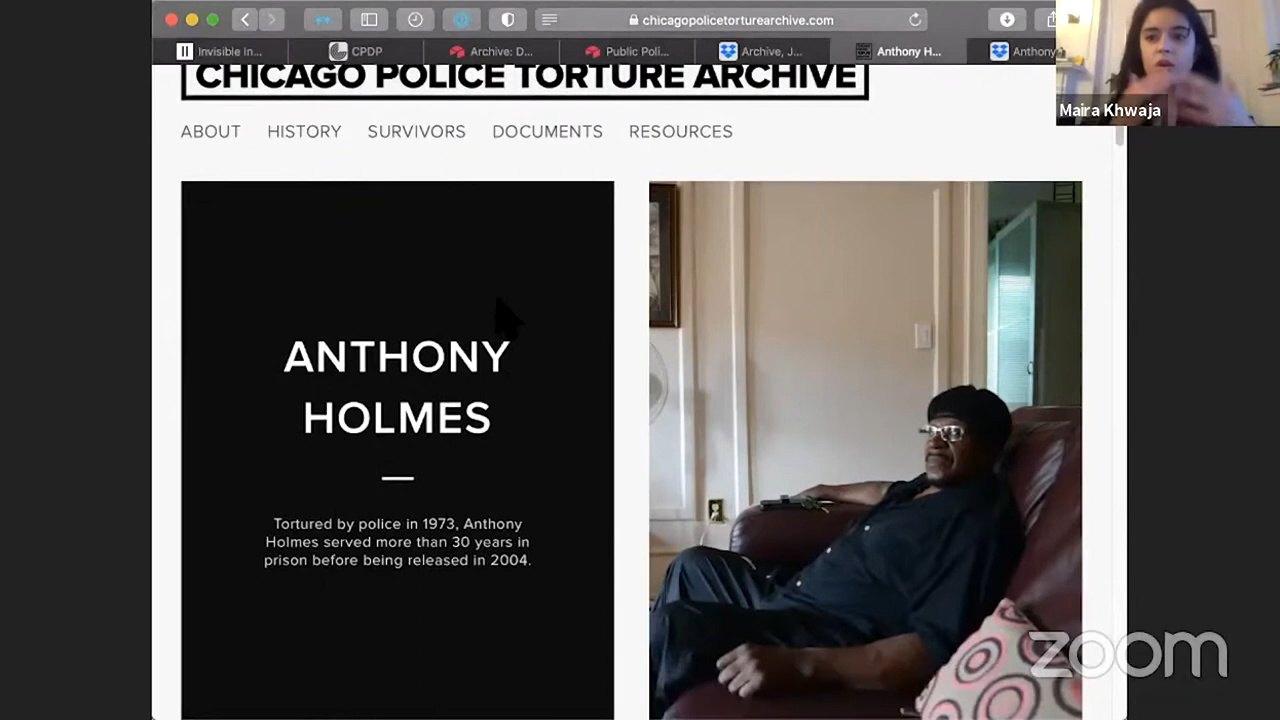 chicagopolicetorturearchive.com
Invisible In...
CPDP
Archive: D...
Public Poli...
Archive, J...
Anthony H...
Anthony
Maira Khwaja
CHICAGO POLICE TORTURE ARCHIVE
ABOUT HISTORY SURVIVORS DOCUMENTS RESOURCES
ANTHONY
HOLMES
Tortured by police in 1973, Anthony
Holmes served more than 30 years in
prison before being released in 2004.
zoom